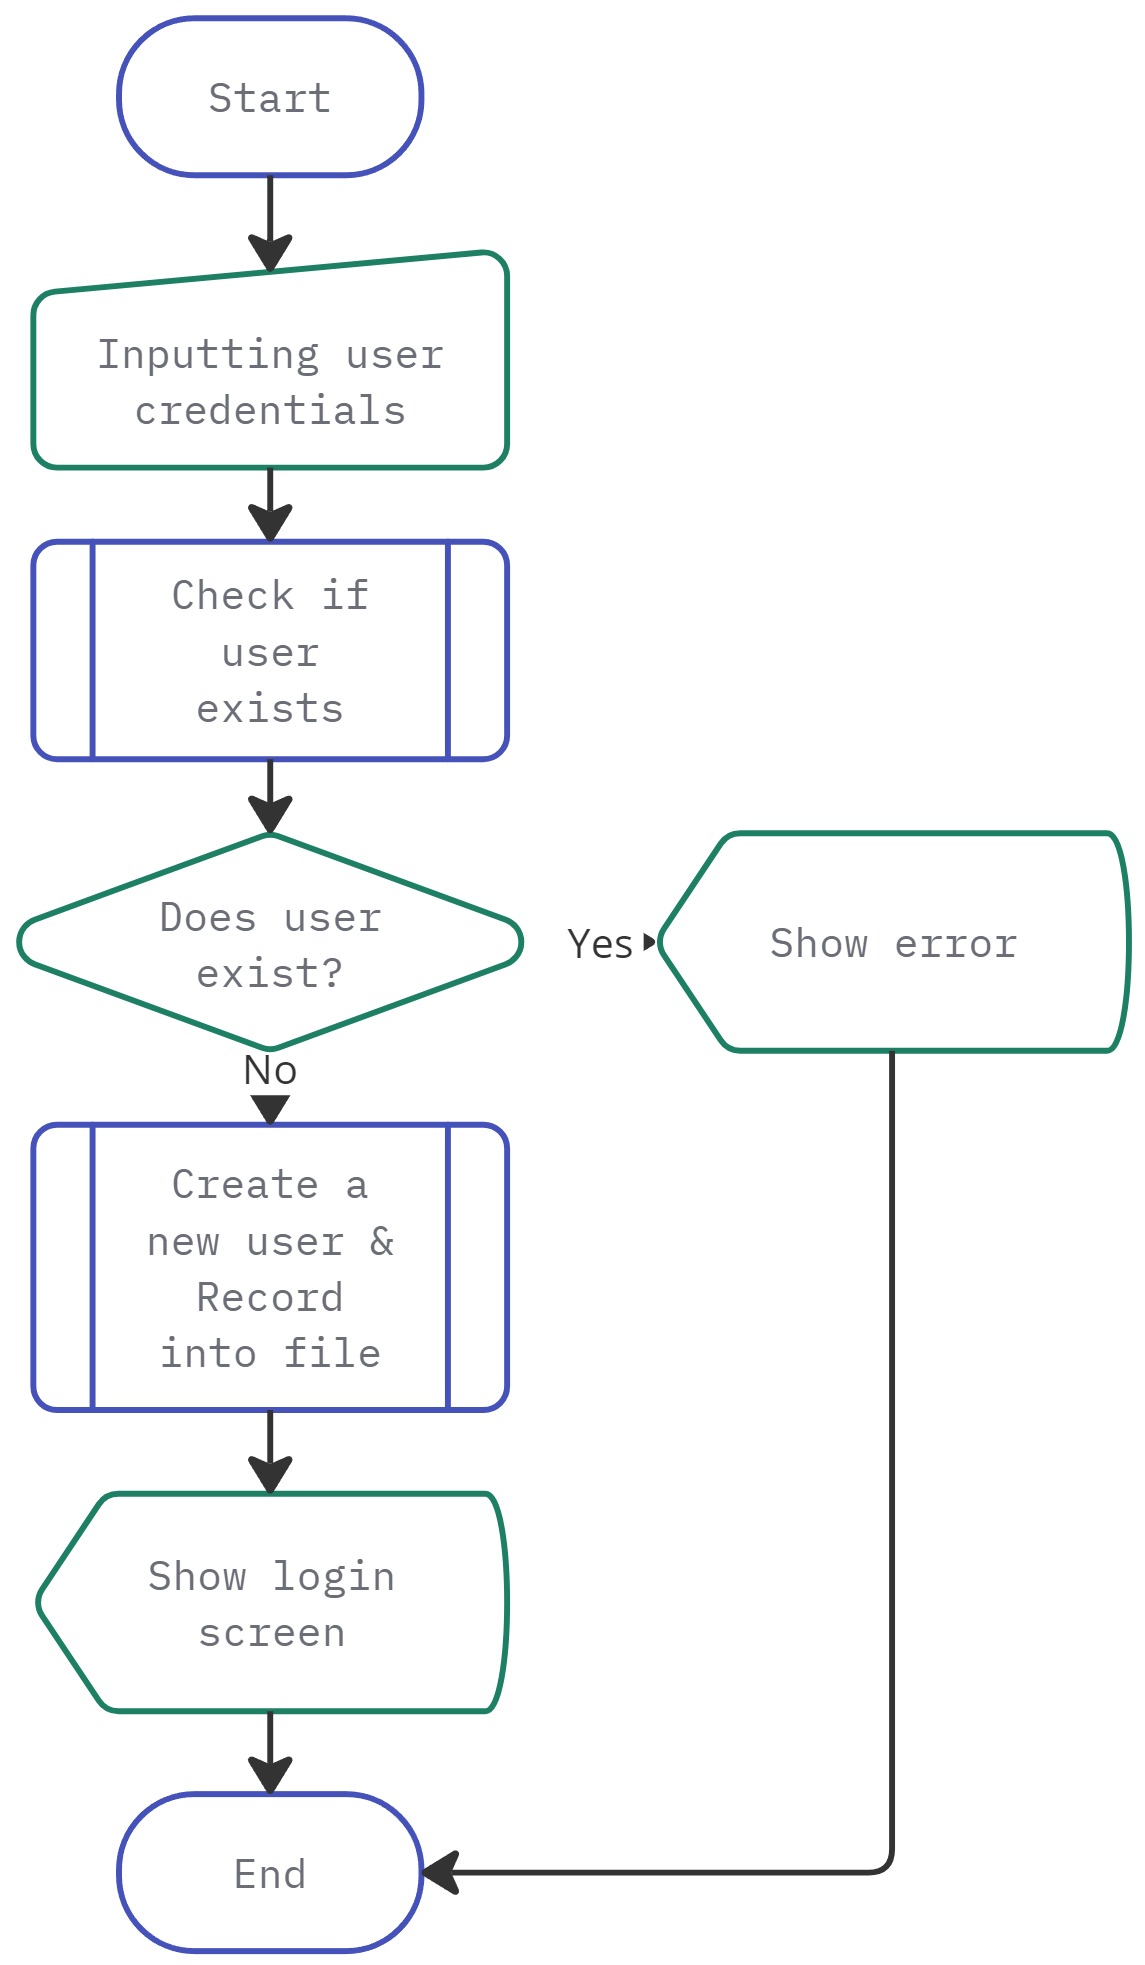 Start
Inputting user
credentials
Check if
user
exists
Does user
exist?
Yes
Show error
No
Create a
new user &
Record
into file
Show login
screen
End